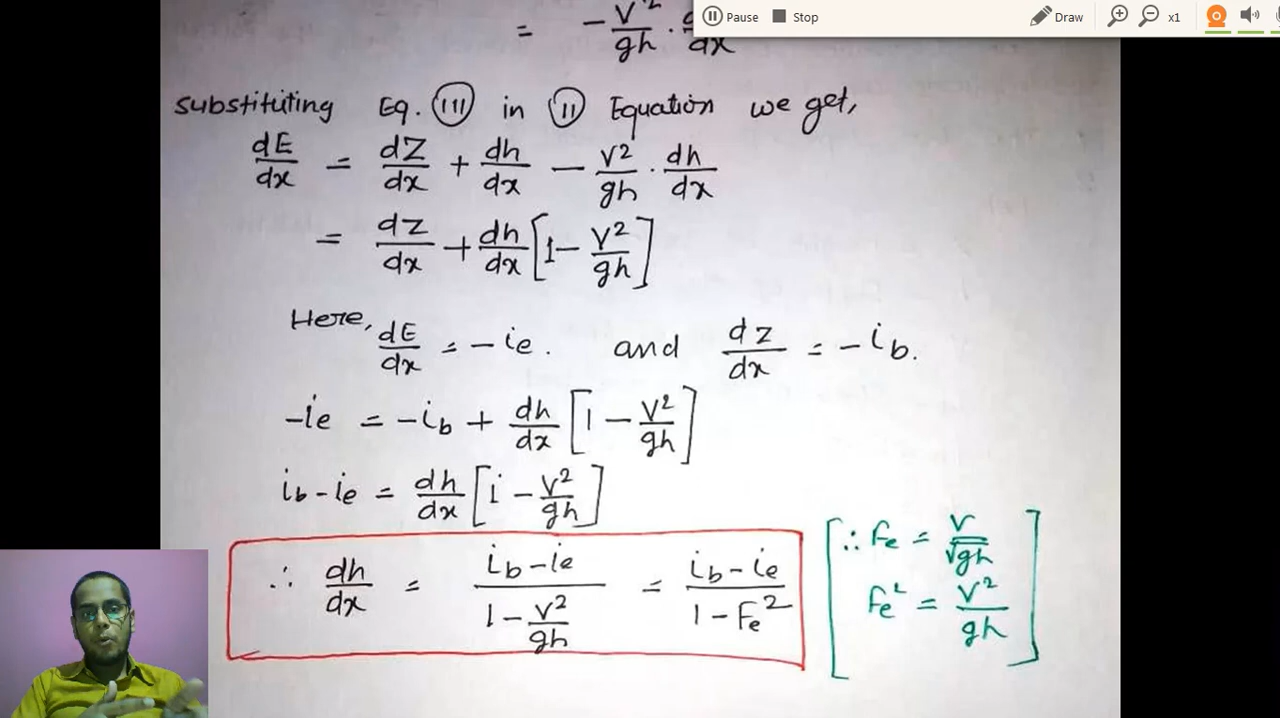 Pause Stop Draw x1
= - V²/gh · dx
substituting Eq. (III) in (II) Equation we get,
dE/dx = dZ/dx + dh/dx - V²/gh · dh/dx
= dz/dx + dh/dx [1 - V²/gh]
Here, dE/dx = - ie. and dz/dx = - ib.
-ie = -ib + dh/dx [1 - V²/gh]
ib - ie = dh/dx [1 - V²/gh]
∴ dh/dx = ib - ie / 1 - V²/gh = ib - ie / 1 - Fe²
[∴ Fe = V/√gh
Fe² = V²/gh]